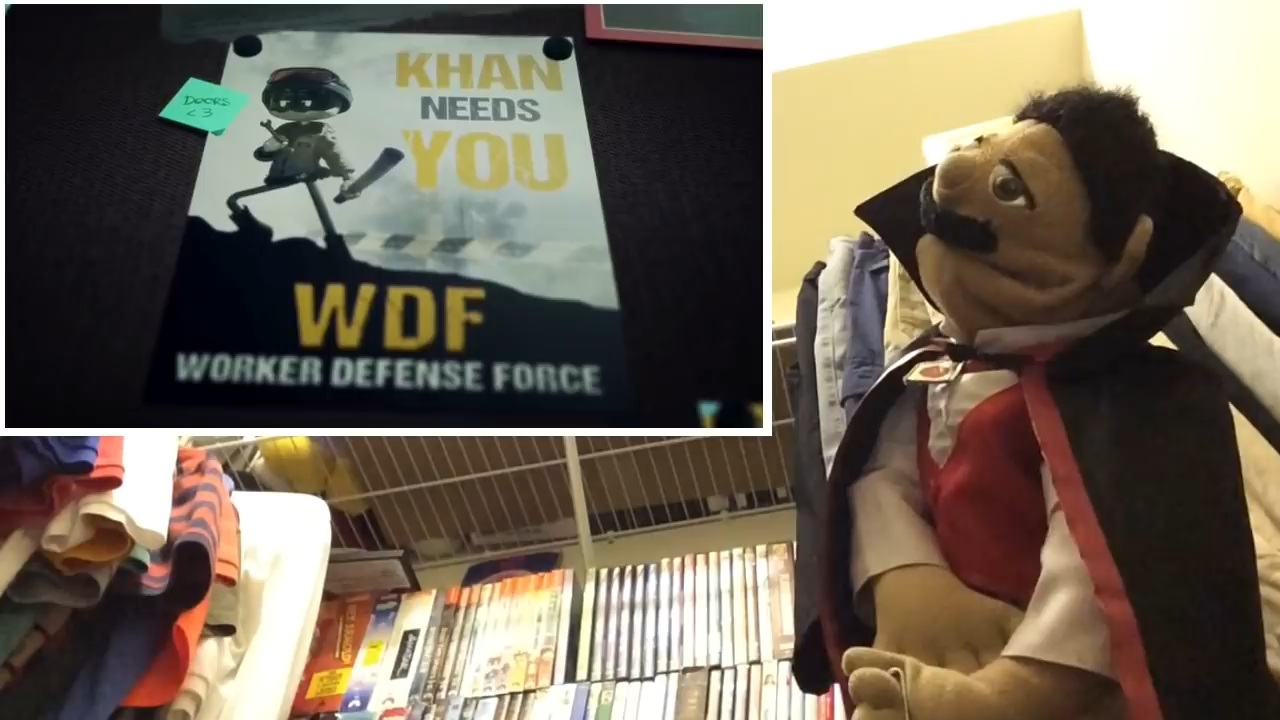 KHAN
NEEDS
YOU
DOORS
<3
WDF
WORKER DEFENSE FORCE